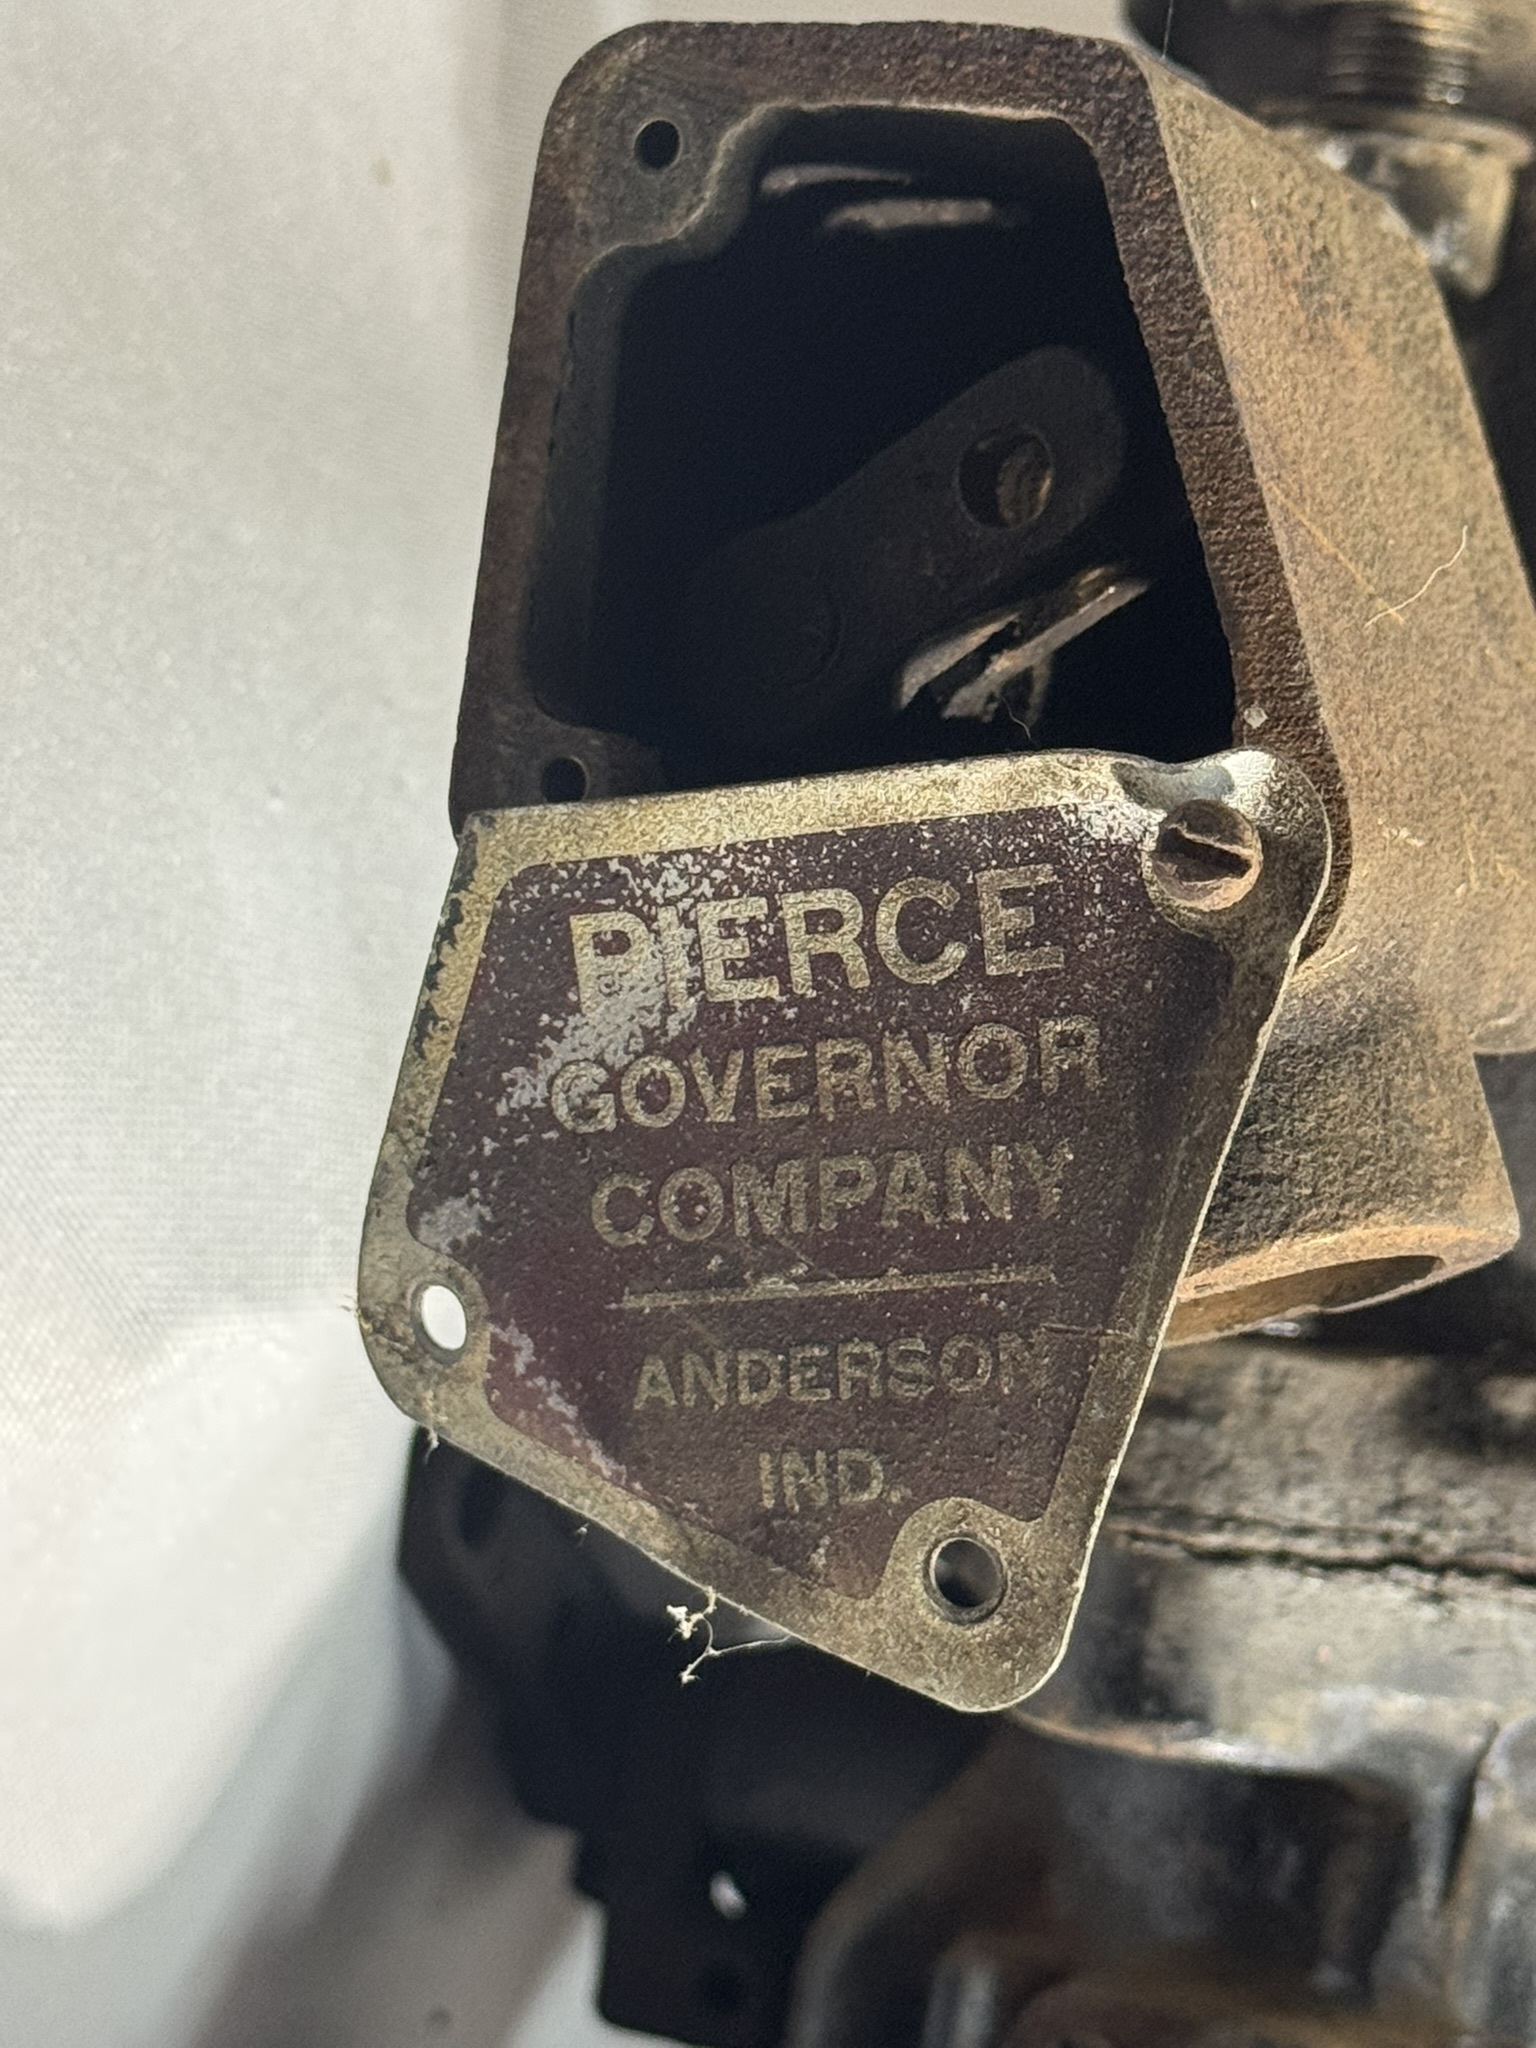 PIERCE
GOVERNOR
COMPANY
ANDERSON
IND.